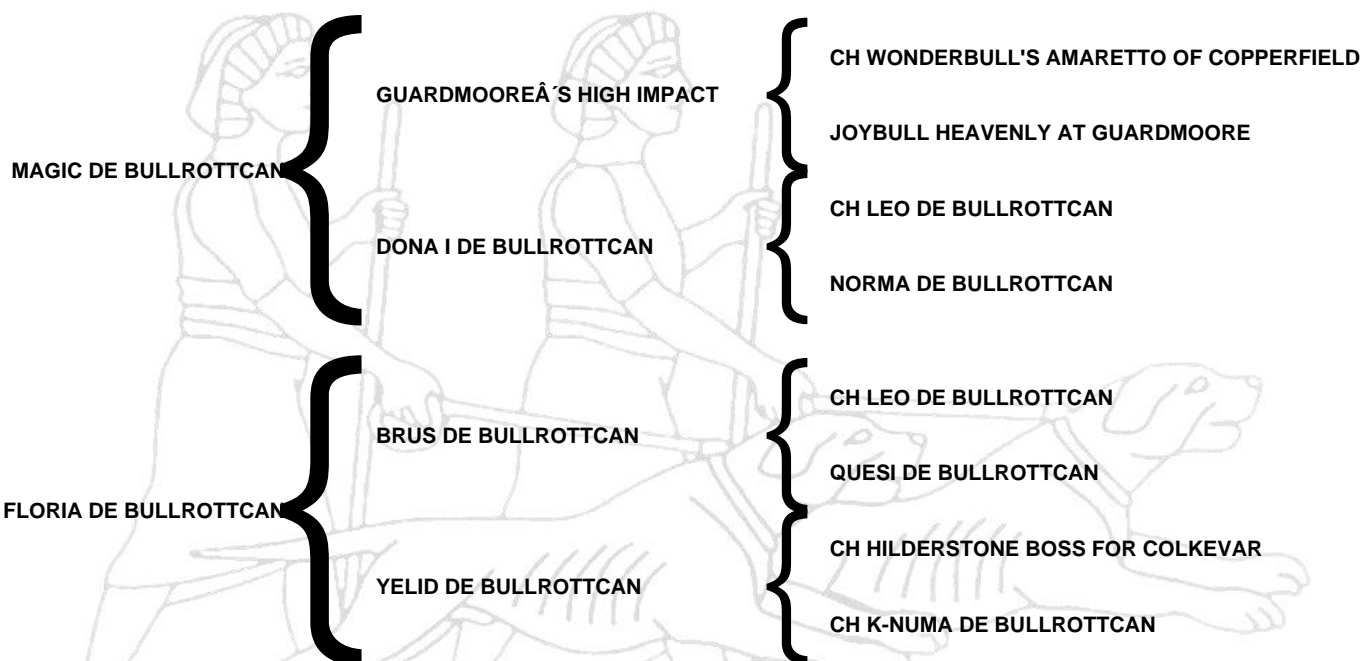 CH WONDERBULL'S AMARETTO OF COPPERFIELD
GUARDMOOREÂ´S HIGH IMPACT
JOYBULL HEAVENLY AT GUARDMOORE
MAGIC DE BULLROTTCAN
CH LEO DE BULLROTTCAN
DONA I DE BULLROTTCAN
NORMA DE BULLROTTCAN
CH LEO DE BULLROTTCAN
BRUS DE BULLROTTCAN
QUESI DE BULLROTTCAN
FLORIA DE BULLROTTCAN
CH HILDERSTONE BOSS FOR COLKEVAR
YELID DE BULLROTTCAN
CH K-NUMA DE BULLROTTCAN